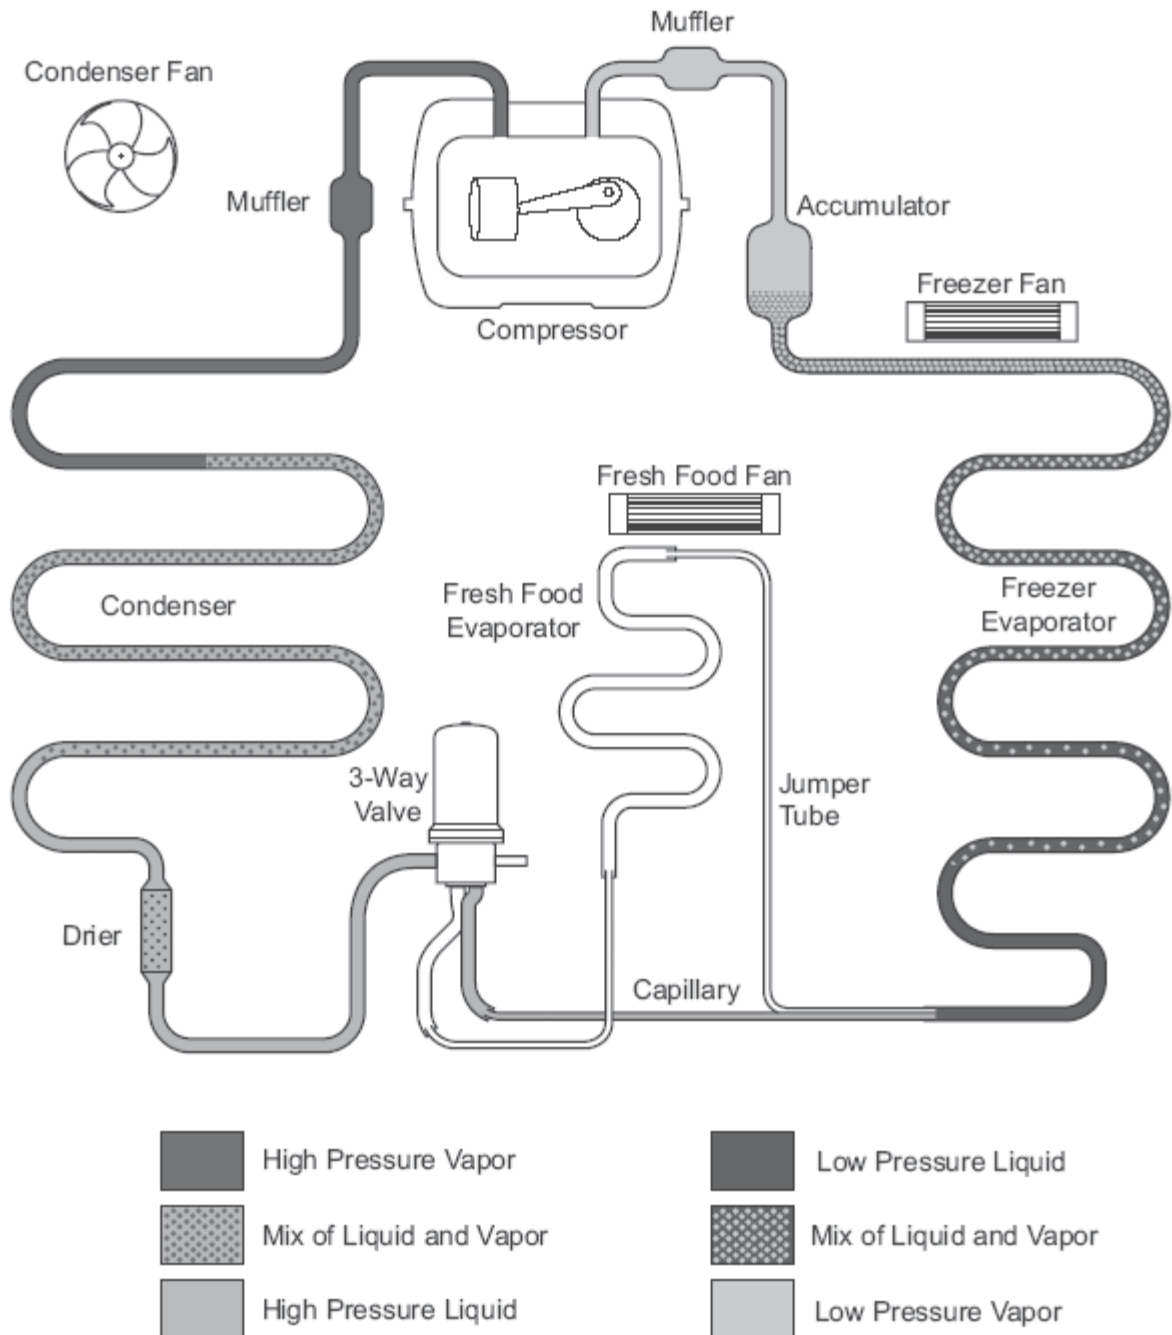 Muffler
Condenser Fan
Muffler
Accumulator
Freezer Fan
Compressor
Fresh Food Fan
Condenser
Fresh Food
Evaporator
Freezer
Evaporator
3-Way
Valve
Jumper
Tube
Drier
Capillary
High Pressure Vapor
Low Pressure Liquid
Mix of Liquid and Vapor
Mix of Liquid and Vapor
High Pressure Liquid
Low Pressure Vapor